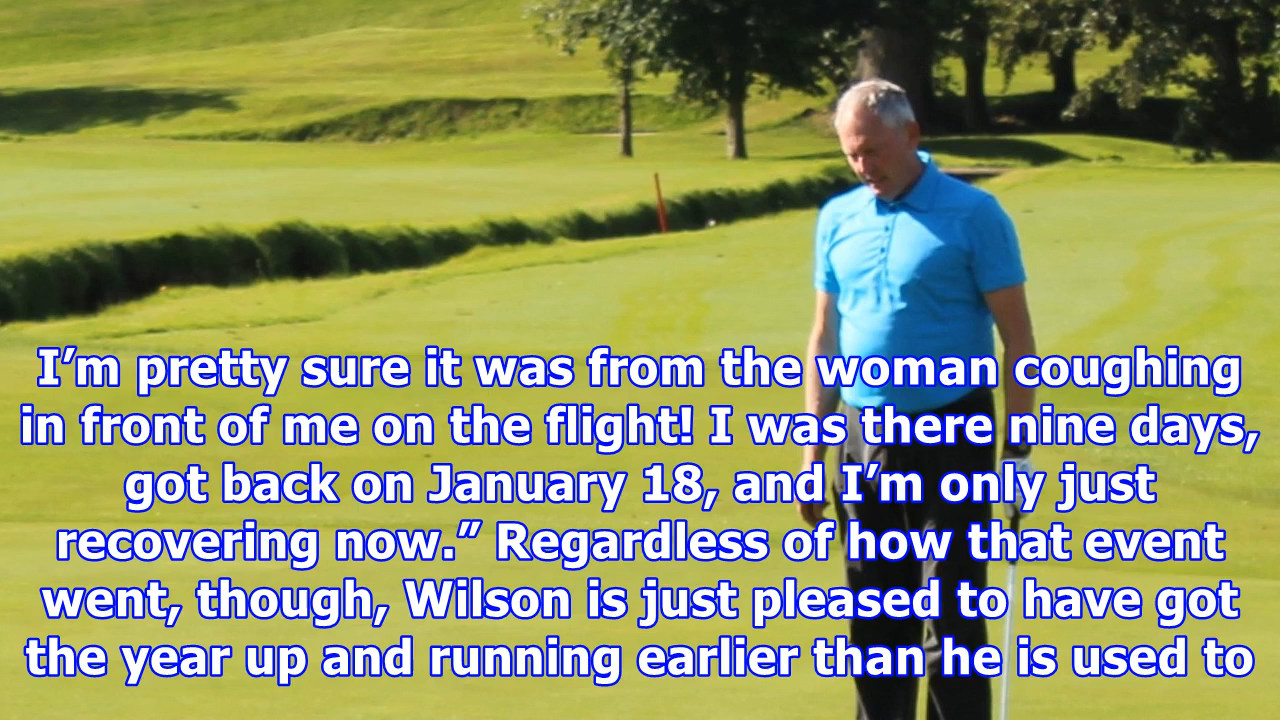 I’m pretty sure it was from the woman coughing
in front of me on the flight! I was there nine days,
got back on January 18, and I’m only just
recovering now.” Regardless of how that event
went, though, Wilson is just pleased to have got
the year up and running earlier than he is used to